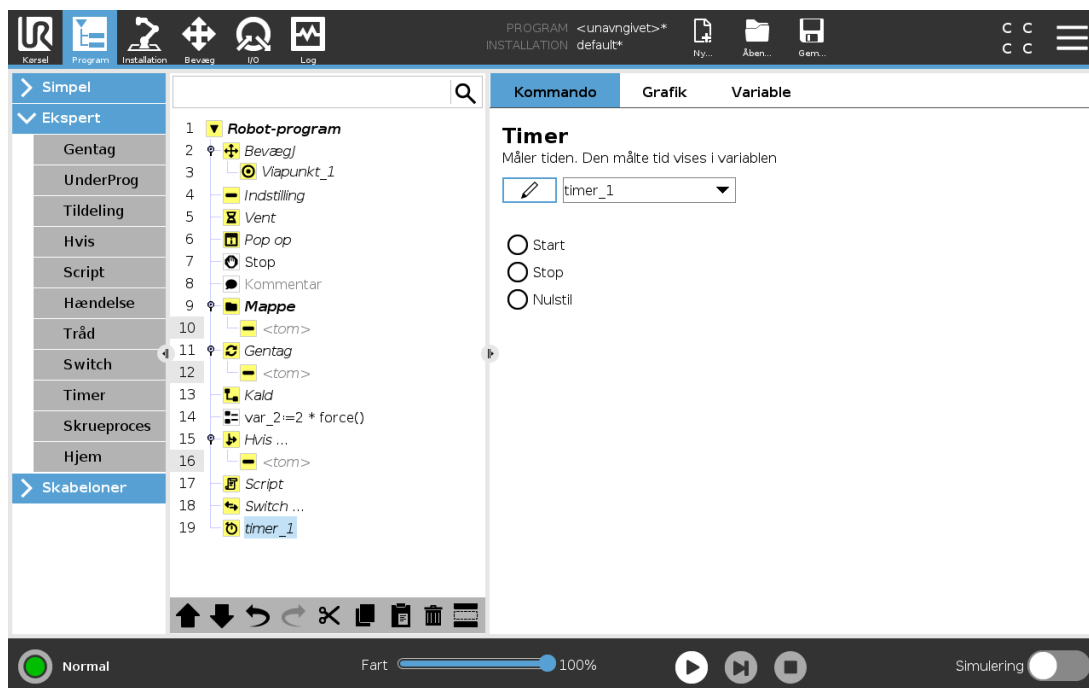 PROGRAM <unavngivet>*
INSTALLATION default*
UR
Kørsel
Program
Installation
Bevæg
I/O
Log
Ny...
Åben...
Gem...
C C
C C
Simpel
Ekspert
Gentag
UnderProg
Tildeling
Hvis
Script
Hændelse
Tråd
Switch
Timer
Skrueproces
Hjem
Skabeloner
1 Robot-program
2 BevægJ
3 Viapunkt_1
4 Indstilling
5 Vent
6 Pop op
7 Stop
8 Kommentar
9 Mappe
10 <tom>
11 Gentag
12 <tom>
13 Kald
14 var_2≔2 * force()
15 Hvis ...
16 <tom>
17 Script
18 Switch ...
19 timer_1
Kommando
Grafik
Variable
Timer
Måler tiden. Den målte tid vises i variablen
timer_1
Start
Stop
Nulstil
Normal
Fart
100%
Simulering